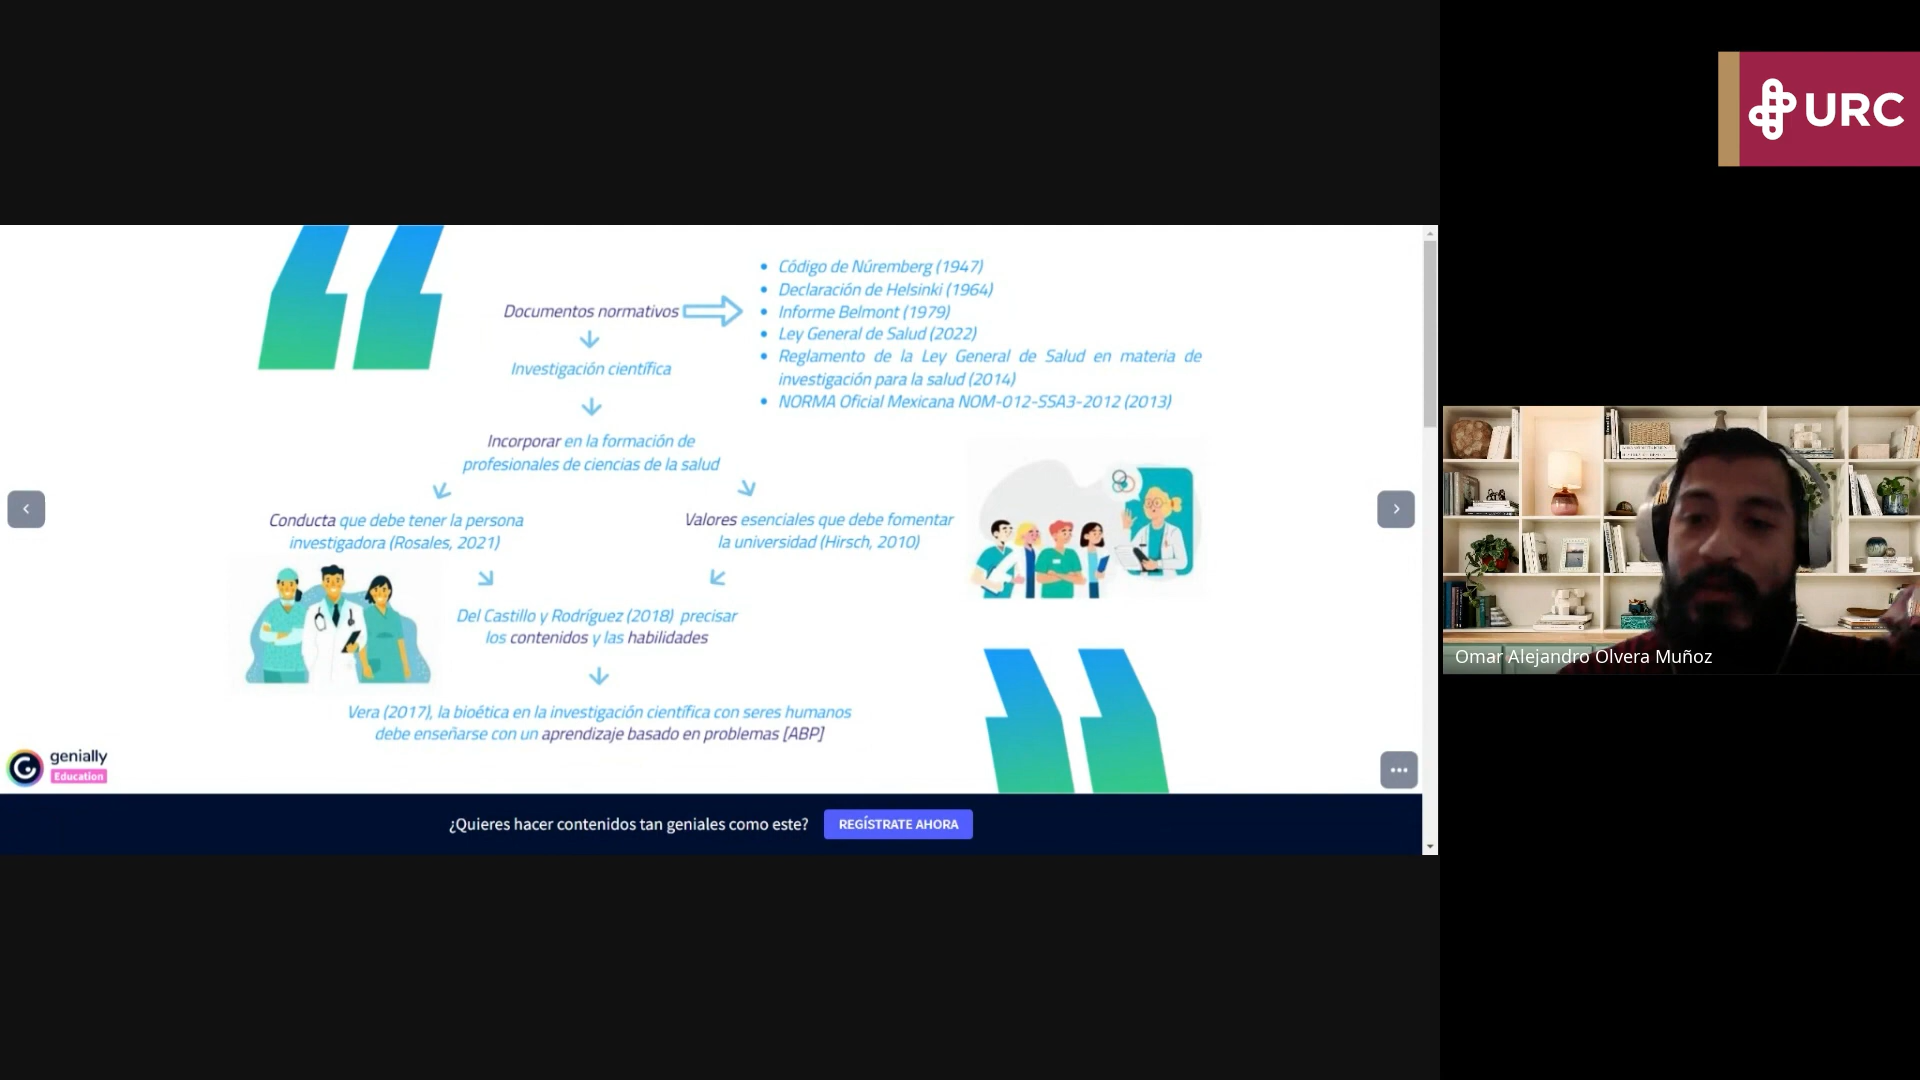 URC
• Código de Núremberg (1947)
• Declaración de Helsinki (1964)
Documentos normativos
• Informe Belmont (1979)
• Ley General de Salud (2022)
• Reglamento de la Ley General de Salud en materia de
investigación para la salud (2014)
• NORMA Oficial Mexicana NOM-012-SSA3-2012 (2013)
Investigación científica
Incorporar en la formación de
profesionales de ciencias de la salud
Conducta que debe tener la persona
investigadora (Rosales, 2021)
Valores esenciales que debe fomentar
la universidad (Hirsch, 2010)
Del Castillo y Rodríguez (2018) precisar
los contenidos y las habilidades
Vera (2017), la bioética en la investigación científica con seres humanos
debe enseñarse con un aprendizaje basado en problemas [ABP]
genially
Education
¿Quieres hacer contenidos tan geniales como este?
REGÍSTRATE AHORA
Omar Alejandro Olvera Muñoz